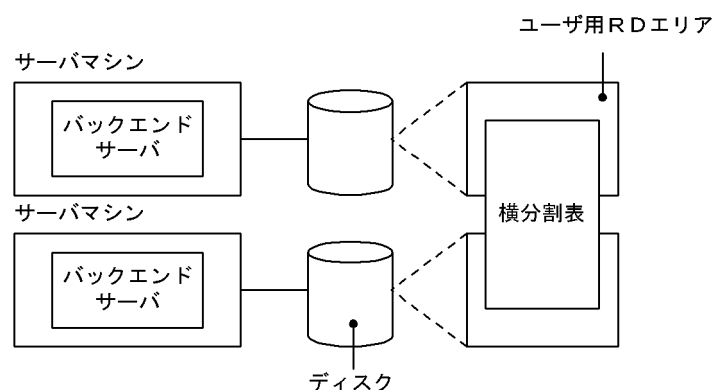 ユーザ用RDエリア
サーバマシン
バックエンド
サーバ
横分割表
サーバマシン
バックエンド
サーバ
ディスク